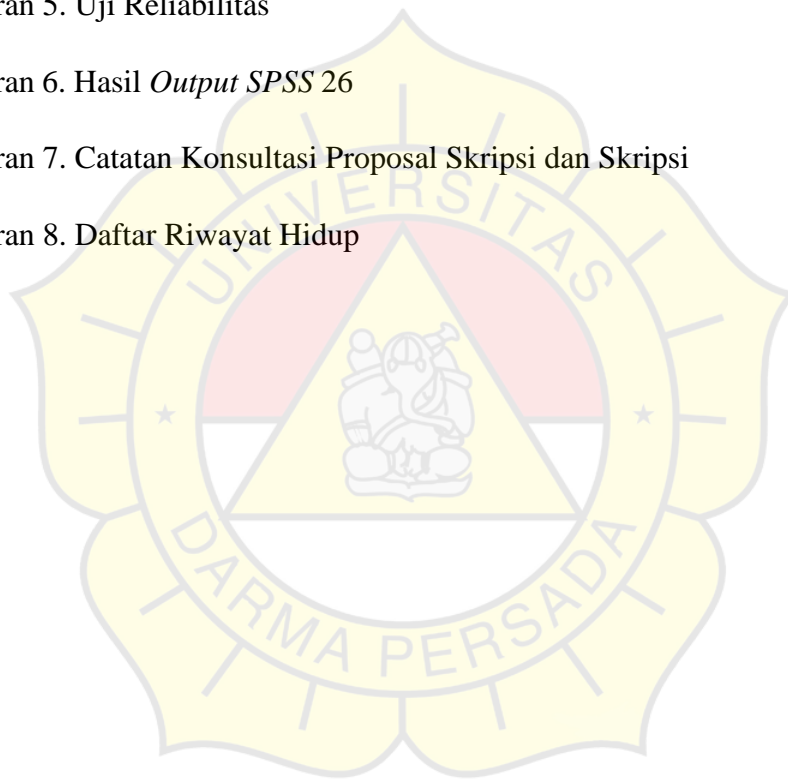 ran 5. Uji Reliabilitas
ran 6. Hasil Output SPSS 26
ran 7. Catatan Konsultasi Proposal Skripsi dan Skripsi
ran 8. Daftar Riwayat Hidup
UNIVERSITAS
DARMA PERSADA